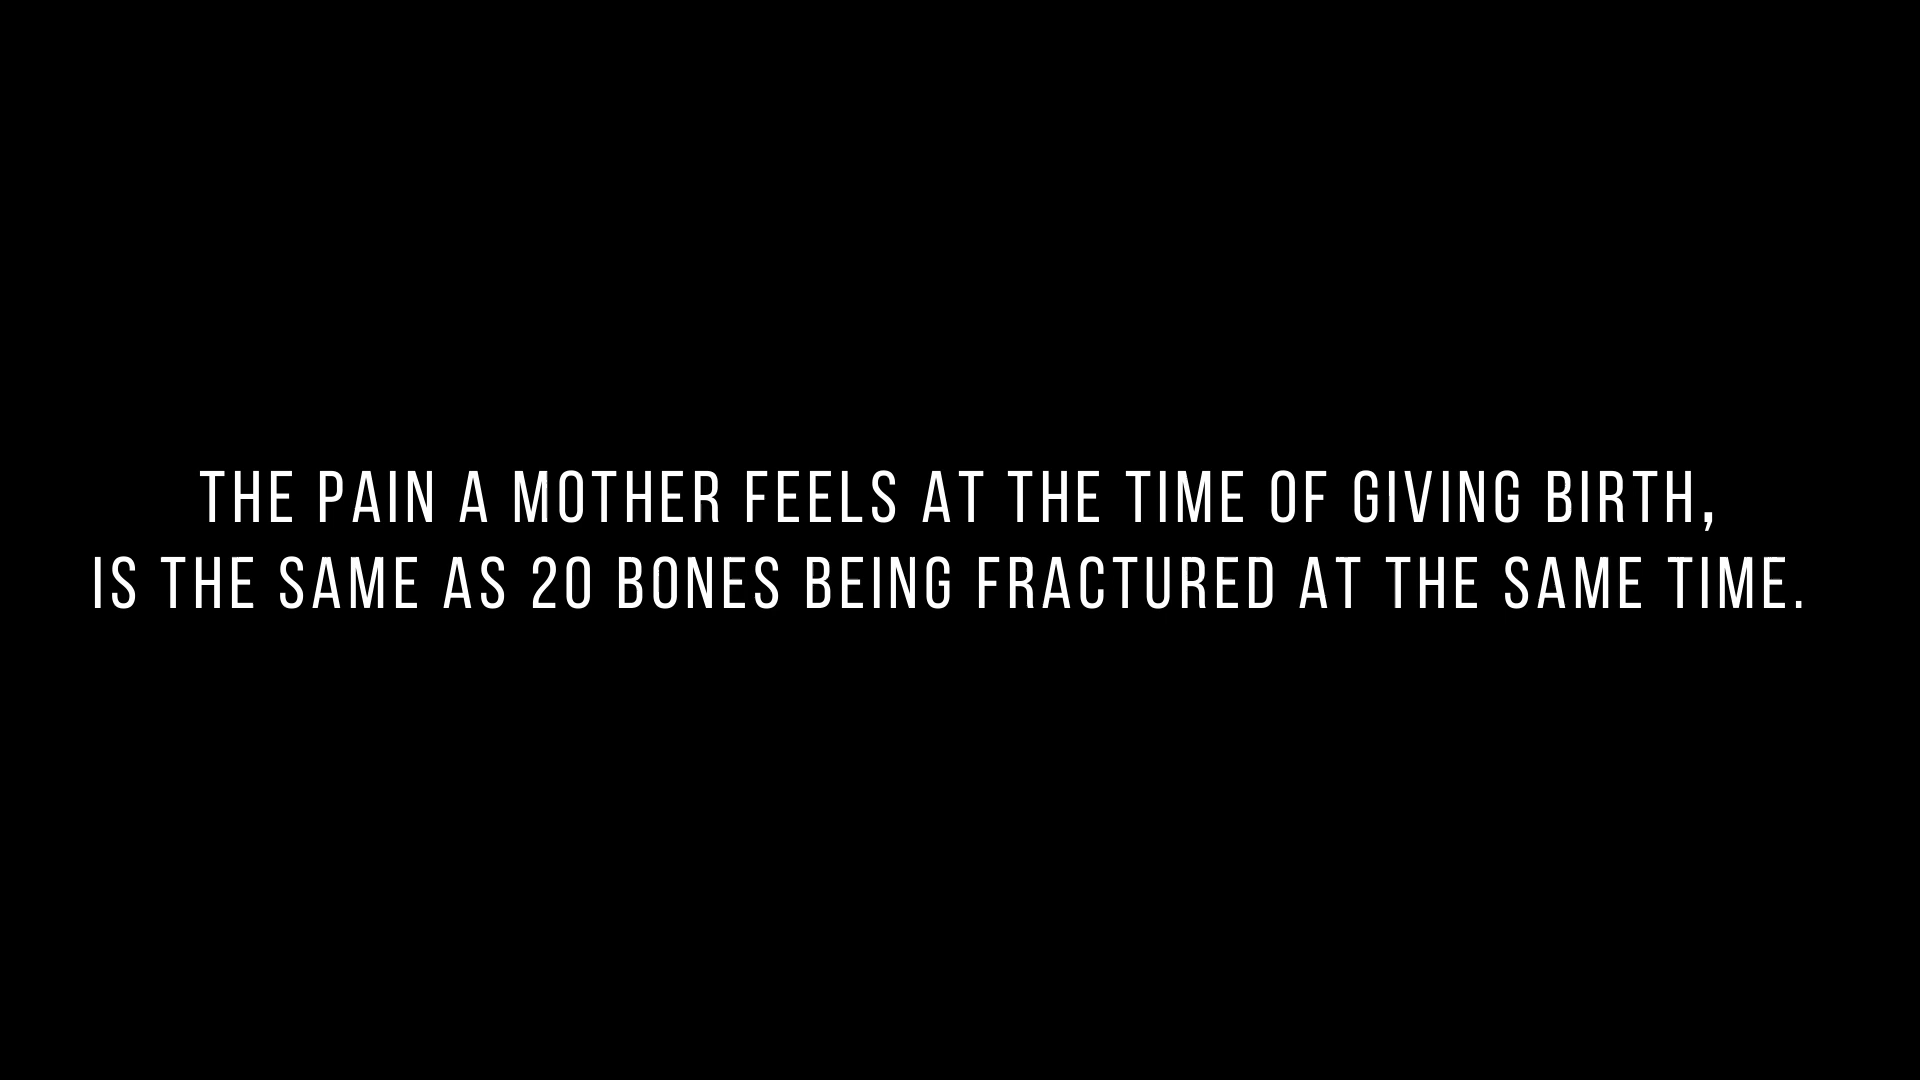 THE PAIN A MOTHER FEELS AT THE TIME OF GIVING BIRTH,
IS THE SAME AS 20 BONES BEING FRACTURED AT THE SAME TIME.